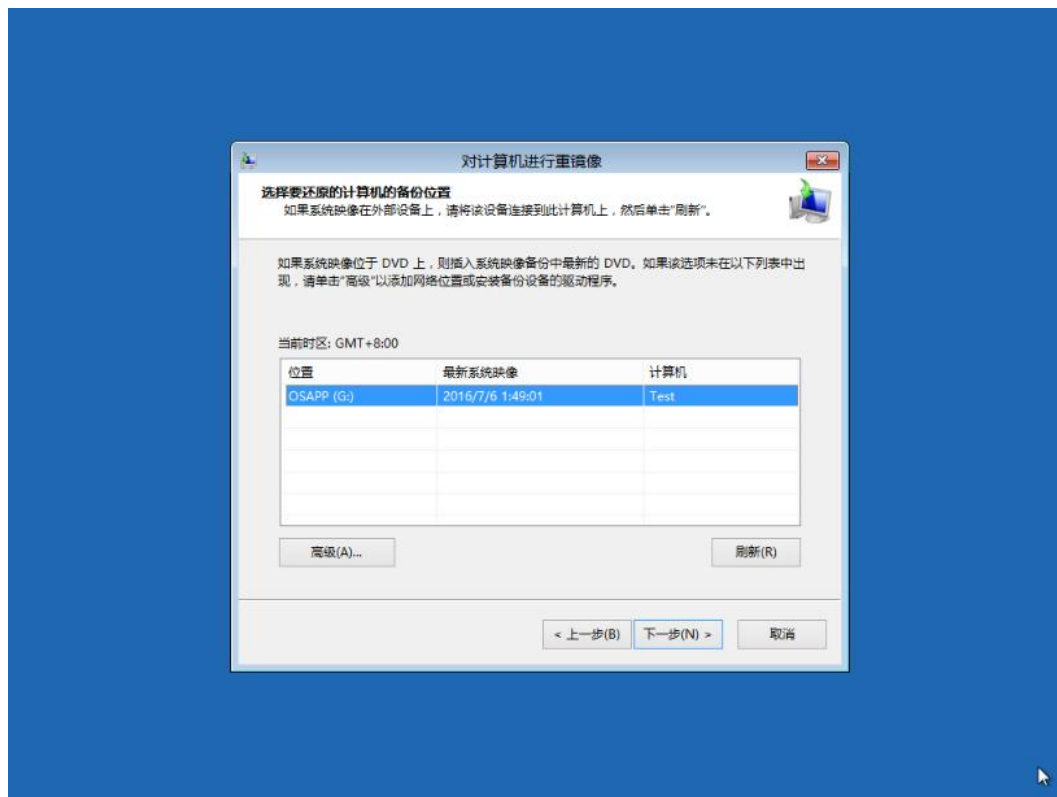 对计算机进行重镜像
选择要还原的计算机的备份位置
如果系统映像在外部设备上，请将该设备连接到此计算机上，然后单击"刷新"。
如果系统映像位于 DVD 上，则插入系统映像备份中最新的 DVD。如果该选项未在以下列表中出
现，请单击"高级"以添加网络位置或安装备份设备的驱动程序。
当前时区: GMT+8:00
位置 最新系统映像 计算机
OSAPP (G:) 2016/7/6 1:49:01 Test
高级(A)... 刷新(R)
< 上一步(B) 下一步(N) > 取消